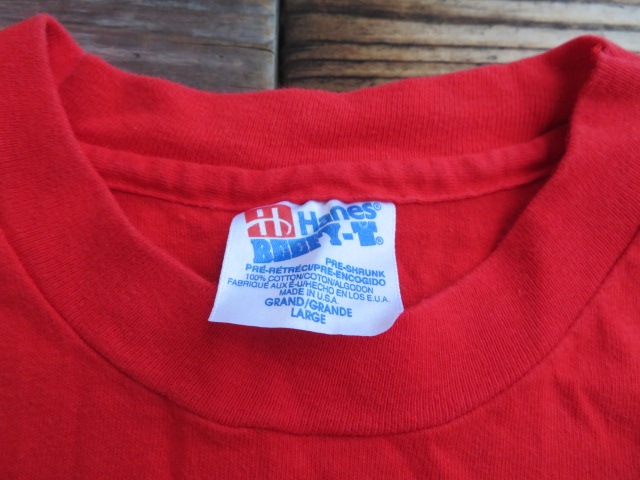 H Hanes®
BEEFY-T®
PRE-SHRUNK
PRÉ-RÉTRÉCI/PRE-ENCOGIDO
100% COTTON/COTON/ALGODON
FABRIQUÉ AUX É-U/HECHO EN LOS E.U.A.
MADE IN U.S.A.
GRAND/GRANDE
LARGE